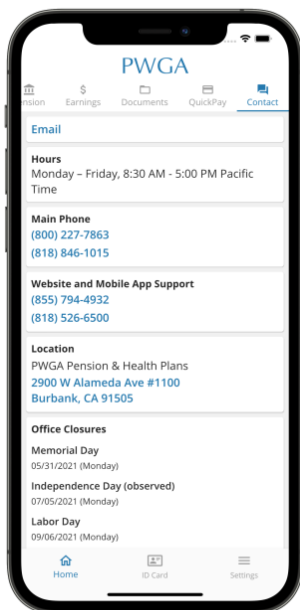 PWGA
nsion
Earnings
Documents
QuickPay
Contact
Email
Hours
Monday – Friday, 8:30 AM - 5:00 PM Pacific
Time
Main Phone
(800) 227-7863
(818) 846-1015
Website and Mobile App Support
(855) 794-4932
(818) 526-6500
Location
PWGA Pension & Health Plans
2900 W Alameda Ave #1100
Burbank, CA 91505
Office Closures
Memorial Day
05/31/2021 (Monday)
Independence Day (observed)
07/05/2021 (Monday)
Labor Day
09/06/2021 (Monday)
Home
ID Card
Settings